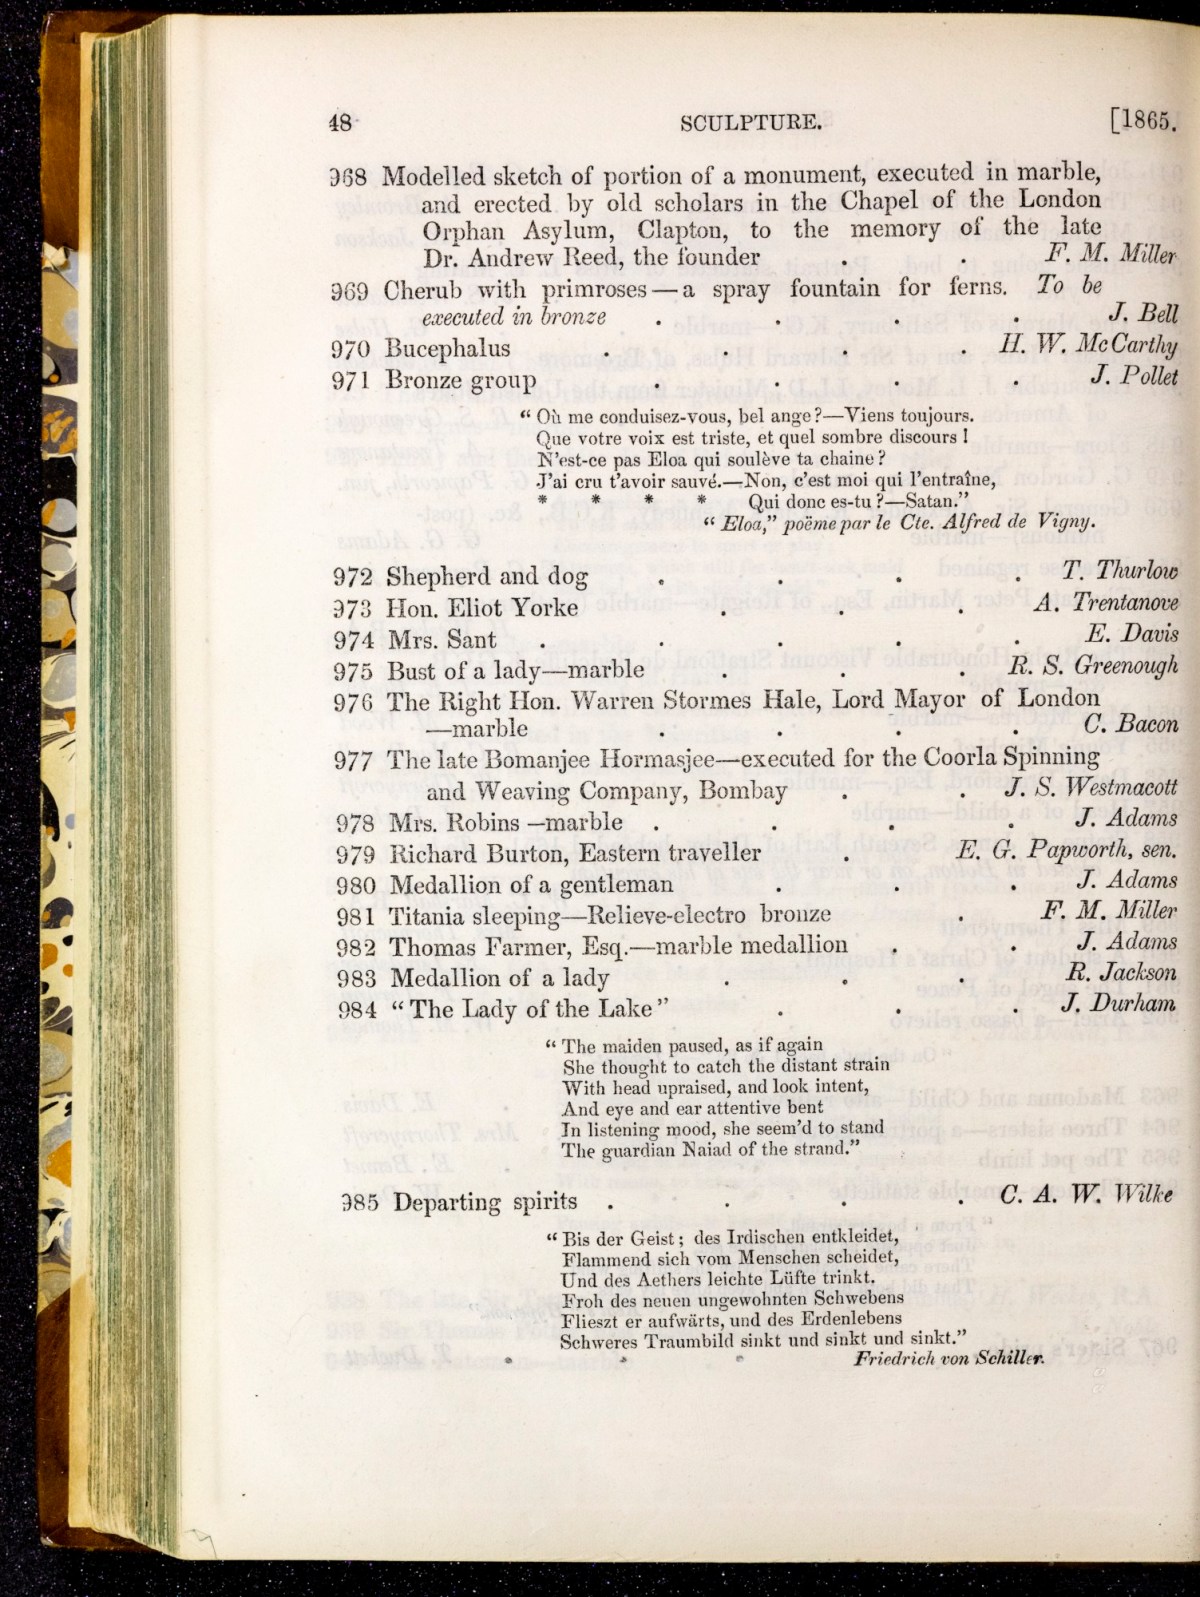 48 SCULPTURE. [1865.
968 Modelled sketch of portion of a monument, executed in marble,
and erected by old scholars in the Chapel of the London
Orphan Asylum, Clapton, to the memory of the late
Dr. Andrew Reed, the founder . . F. M. Miller
969 Cherub with primroses — a spray fountain for ferns. To be
executed in bronze . . . . J. Bell
970 Bucephalus . . . . H. W. McCarthy
971 Bronze group . . . . J. Pollet
“ Où me conduisez-vous, bel ange?—Viens toujours.
Que votre voix est triste, et quel sombre discours !
N’est-ce pas Eloa qui soulève ta chaine?
J’ai cru t’avoir sauvé.—Non, c’est moi qui l’entraîne,
* * * * Qui donc es-tu?—Satan.”
“ Eloa,” poëme par le Cte. Alfred de Vigny.
972 Shepherd and dog . . . . T. Thurlow
973 Hon. Eliot Yorke . . . A. Trentanove
974 Mrs. Sant . . . . . E. Davis
975 Bust of a lady—marble . . . R. S. Greenough
976 The Right Hon. Warren Stormes Hale, Lord Mayor of London
—marble . . . . C. Bacon
977 The late Bomanjee Hormasjee—executed for the Coorla Spinning
and Weaving Company, Bombay . . J. S. Westmacott
978 Mrs. Robins —marble . . . . J. Adams
979 Richard Burton, Eastern traveller . E. G. Papworth, sen.
980 Medallion of a gentleman . . . J. Adams
981 Titania sleeping—Relieve-electro bronze . F. M. Miller
982 Thomas Farmer, Esq.—marble medallion . . J. Adams
983 Medallion of a lady . . . R. Jackson
984 “ The Lady of the Lake ” . . . J. Durham
“ The maiden paused, as if again
She thought to catch the distant strain
With head upraised, and look intent,
And eye and ear attentive bent
In listening mood, she seem’d to stand
The guardian Naiad of the strand.”
985 Departing spirits . . . . C. A. W. Wilke
“ Bis der Geist ; des Irdischen entkleidet,
Flammend sich vom Menschen scheidet,
Und des Aethers leichte Lüfte trinkt.
Froh des neuen ungewohnten Schwebens
Flieszt er aufwärts, und des Erdenlebens
Schweres Traumbild sinkt und sinkt und sinkt.”
. . . Friedrich von Schiller.